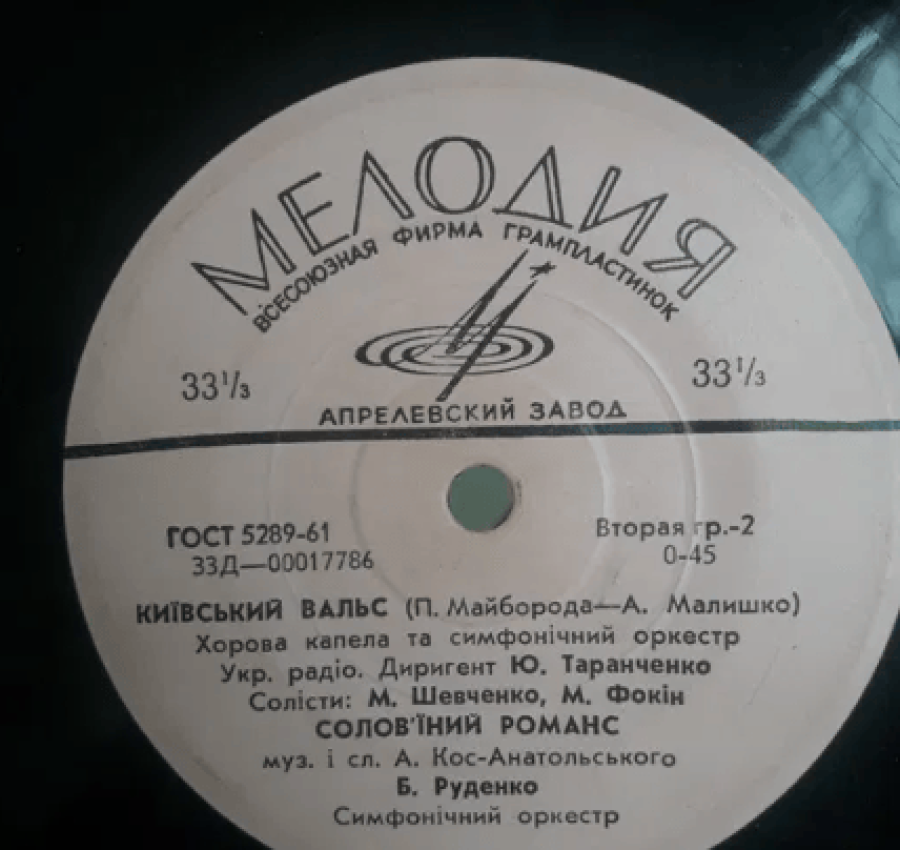 МЕЛОДИЯ
ВСЕСОЮЗНАЯ ФИРМА ГРАМПЛАСТИНОК
33⅓ 33⅓
АПРЕЛЕВСКИЙ ЗАВОД
ГОСТ 5289-61 Вторая гр.-2
33Д—00017786 0-45
КИЇВСЬКИЙ ВАЛЬС (П. Майборода—А. Малишко)
Хорова капела та симфонічний оркестр
Укр. радіо. Диригент Ю. Таранченко
Солісти: М. Шевченко, М. Фокін
СОЛОВ'ЇНИЙ РОМАНС
муз. і сл. А. Кос-Анатольського
Б. Руденко
Симфонічний оркестр